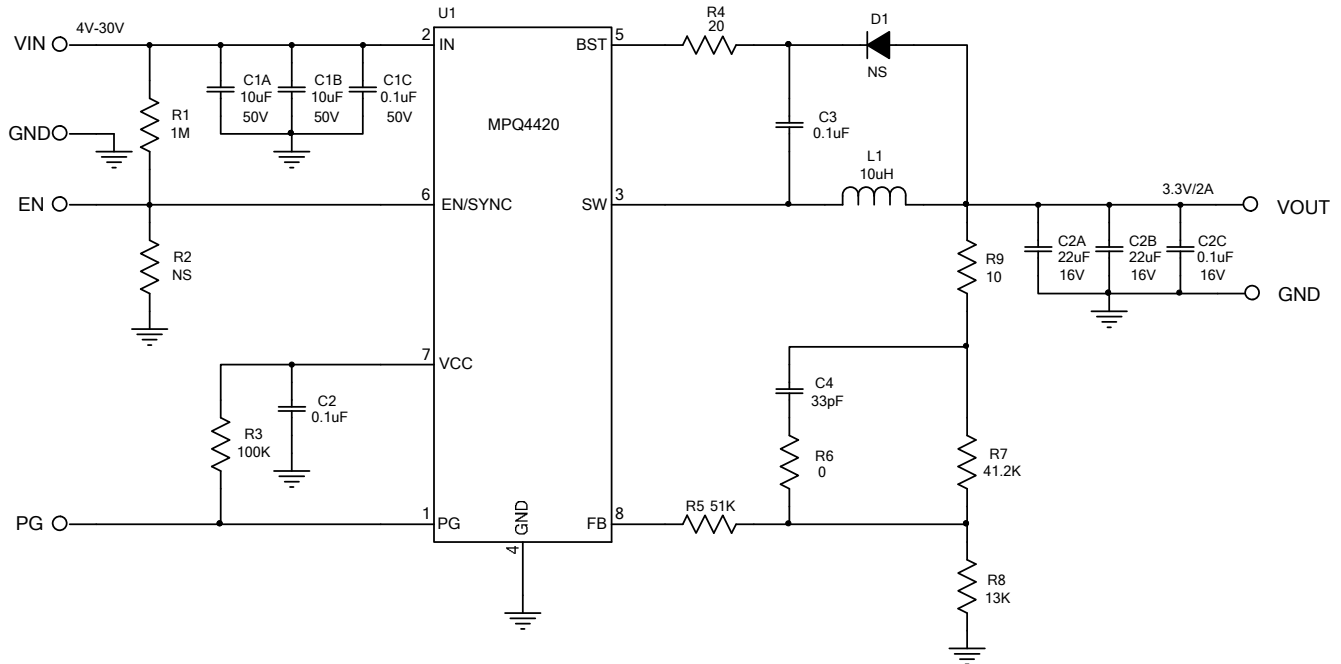 U1
VIN
4V-30V
2
IN
BST
5
R4
20
D1
NS
R1
1M
C1A
10uF
50V
C1B
10uF
50V
C1C
0.1uF
50V
GND
MPQ4420
C3
0.1uF
L1
10uH
EN
6
EN/SYNC
SW
3
3.3V/2A
VOUT
R2
NS
R9
10
C2A
22uF
16V
C2B
22uF
16V
C2C
0.1uF
16V
GND
7
VCC
C2
0.1uF
R3
100K
C4
33pF
R6
0
R7
41.2K
PG
1
PG
GND
4
FB
8
R5 51K
R8
13K